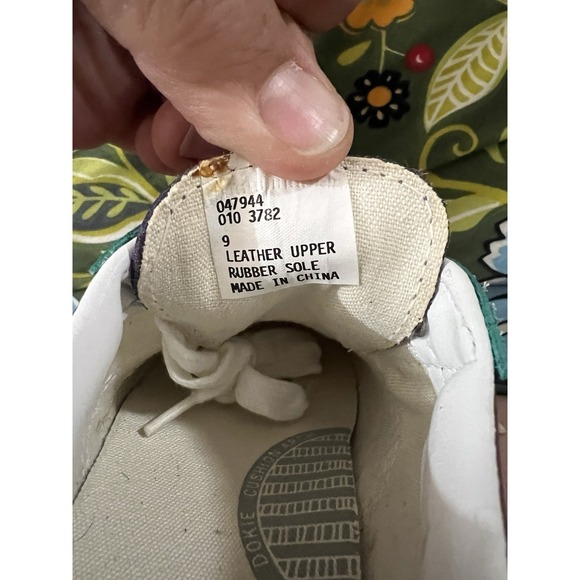 047944
010 3782
9
LEATHER UPPER
RUBBER SOLE
MADE IN CHINA
DOKIE CUSHION